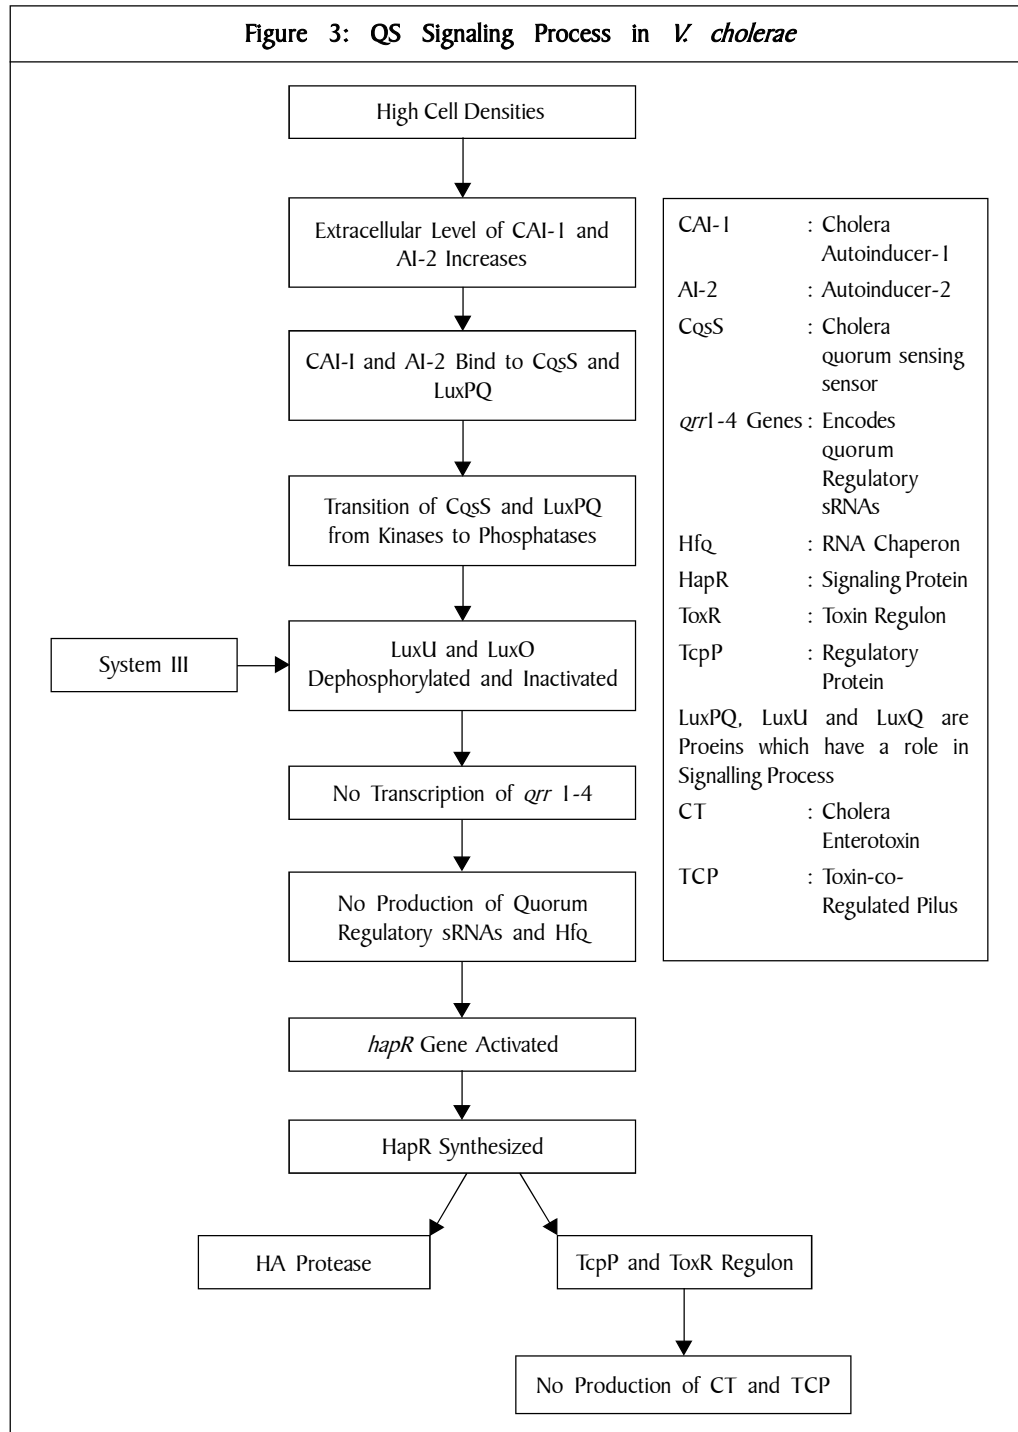 Figure 3: QS Signaling Process in V. cholerae
High Cell Densities
Extracellular Level of CAI-1 and
AI-2 Increases
CAI-1 and AI-2 Bind to CqsS and
LuxPQ
Transition of CqsS and LuxPQ
from Kinases to Phosphatases
System III
LuxU and LuxO
Dephosphorylated and Inactivated
No Transcription of qrr 1-4
No Production of Quorum
Regulatory sRNAs and Hfq
hapR Gene Activated
HapR Synthesized
HA Protease
TcpP and ToxR Regulon
No Production of CT and TCP
CAI-1 : Cholera
Autoinducer-1
AI-2 : Autoinducer-2
CqsS : Cholera
quorum sensing
sensor
qrr1-4 Genes : Encodes
quorum
Regulatory
sRNAs
Hfq : RNA Chaperon
HapR : Signaling Protein
ToxR : Toxin Regulon
TcpP : Regulatory
Protein
LuxPQ, LuxU and LuxQ are
Proeins which have a role in
Signalling Process
CT : Cholera
Enterotoxin
TCP : Toxin-co-
Regulated Pilus